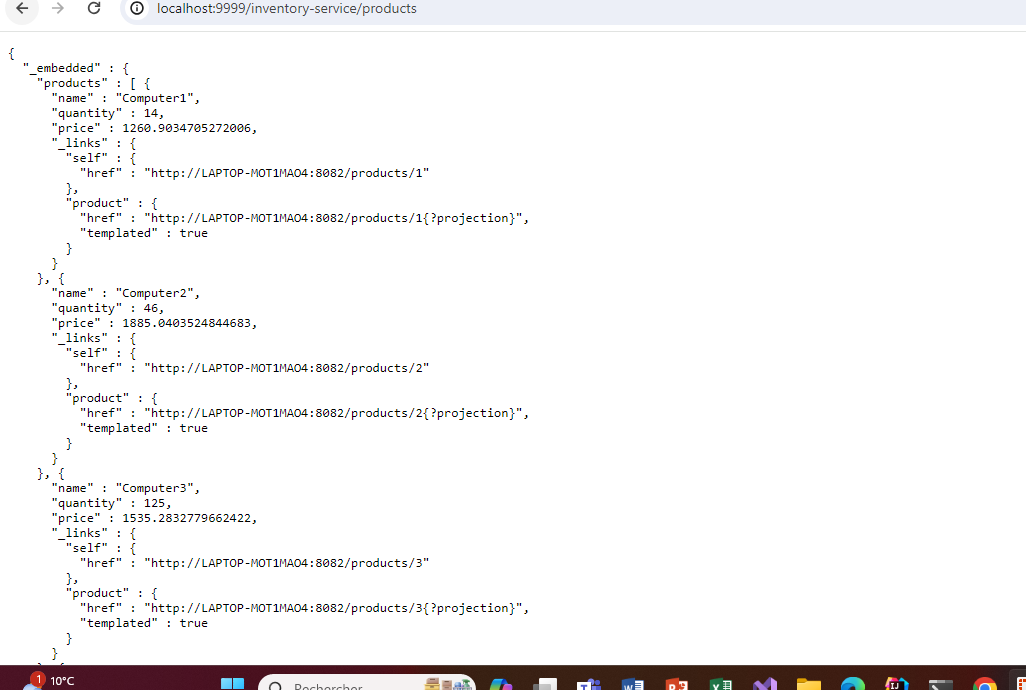 localhost:9999/inventory-service/products
{
  "_embedded" : {
    "products" : [ {
      "name" : "Computer1",
      "quantity" : 14,
      "price" : 1260.9034705272006,
      "_links" : {
        "self" : {
          "href" : "http://LAPTOP-MOT1MAO4:8082/products/1"
        },
        "product" : {
          "href" : "http://LAPTOP-MOT1MAO4:8082/products/1{?projection}",
          "templated" : true
        }
      }
    }, {
      "name" : "Computer2",
      "quantity" : 46,
      "price" : 1885.0403524844683,
      "_links" : {
        "self" : {
          "href" : "http://LAPTOP-MOT1MAO4:8082/products/2"
        },
        "product" : {
          "href" : "http://LAPTOP-MOT1MAO4:8082/products/2{?projection}",
          "templated" : true
        }
      }
    }, {
      "name" : "Computer3",
      "quantity" : 125,
      "price" : 1535.2832779662422,
      "_links" : {
        "self" : {
          "href" : "http://LAPTOP-MOT1MAO4:8082/products/3"
        },
        "product" : {
          "href" : "http://LAPTOP-MOT1MAO4:8082/products/3{?projection}",
          "templated" : true
        }
      }
    }, {
1
10°C
Rechercher